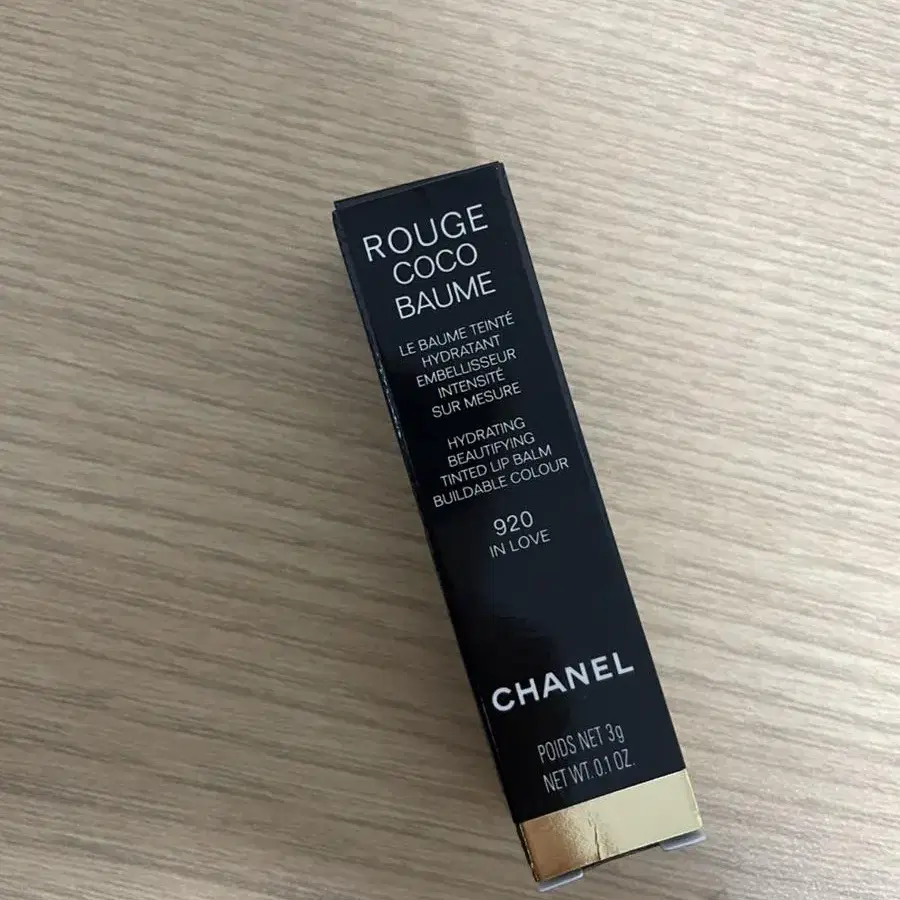 ROUGE
COCO
BAUME
LE BAUME TEINTÉ
HYDRATANT
EMBELLISSEUR
INTENSITÉ
SUR MESURE
HYDRATING
BEAUTIFYING
TINTED LIP BALM
BUILDABLE COLOUR
920
IN LOVE
CHANEL
POIDS NET 3g
NET WT. 0.1 OZ.